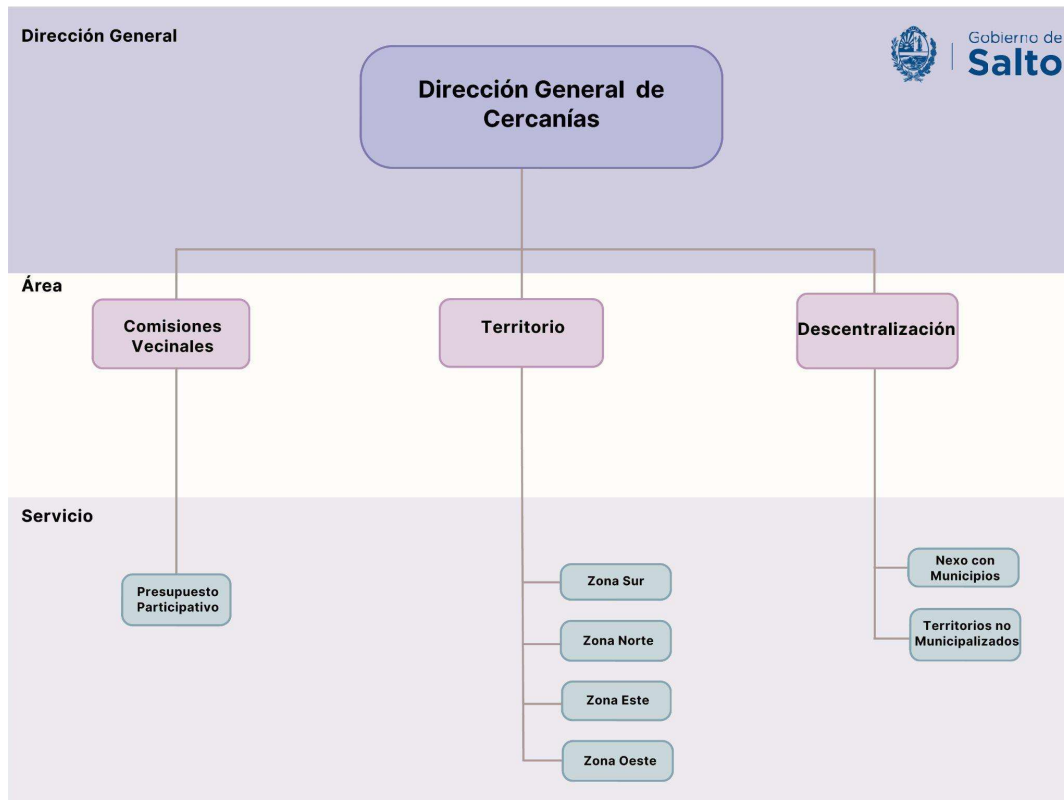 Dirección General
Gobierno de
Salto
Dirección General de
Cercanías
Área
Comisiones
Vecinales
Territorio
Descentralización
Servicio
Presupuesto
Participativo
Zona Sur
Zona Norte
Zona Este
Zona Oeste
Nexo con
Municipios
Territorios no
Municipalizados